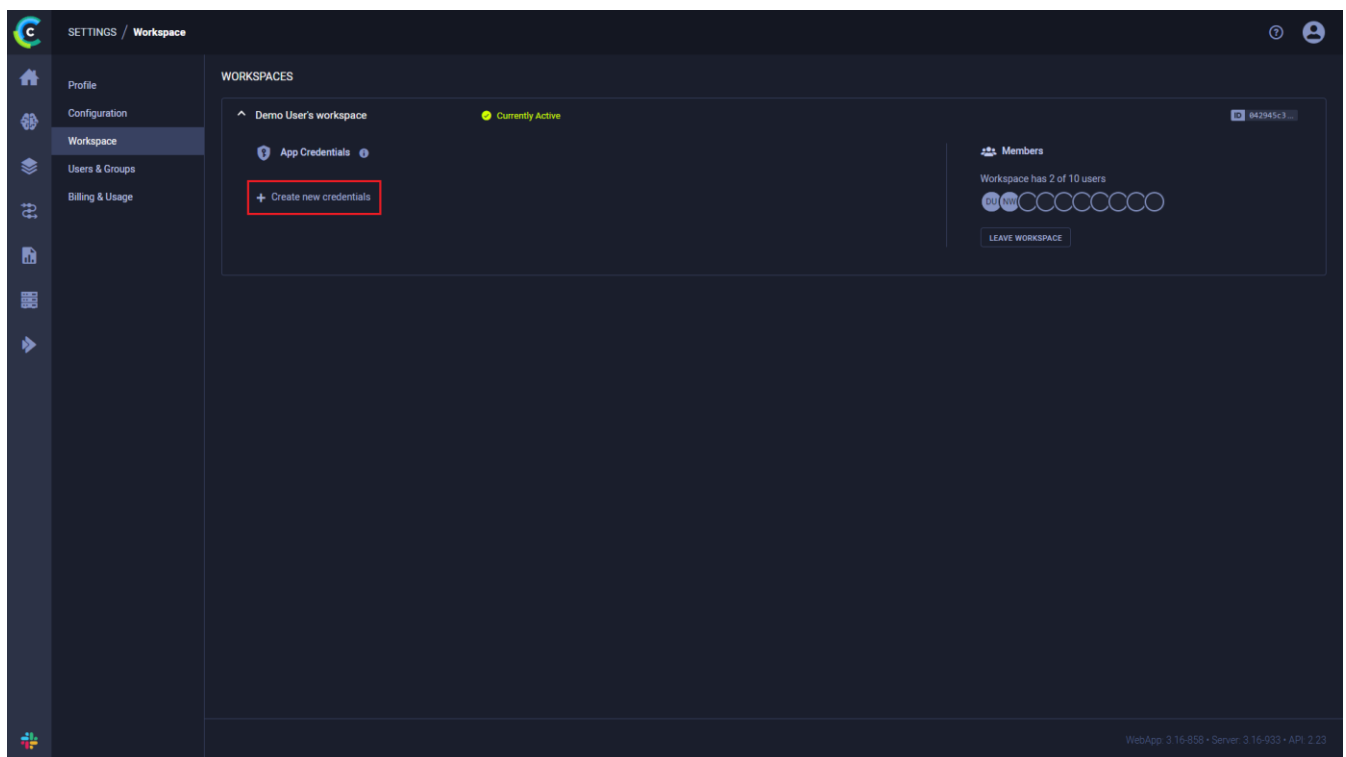 SETTINGS / Workspace
Profile
Configuration
Workspace
Users & Groups
Billing & Usage
WORKSPACES
Demo User's workspace
Currently Active
ID 042945c3...
App Credentials
+ Create new credentials
Members
Workspace has 2 of 10 users
DU NW
LEAVE WORKSPACE
WebApp: 3.16-858 • Server: 3.16-933 • API: 2.23